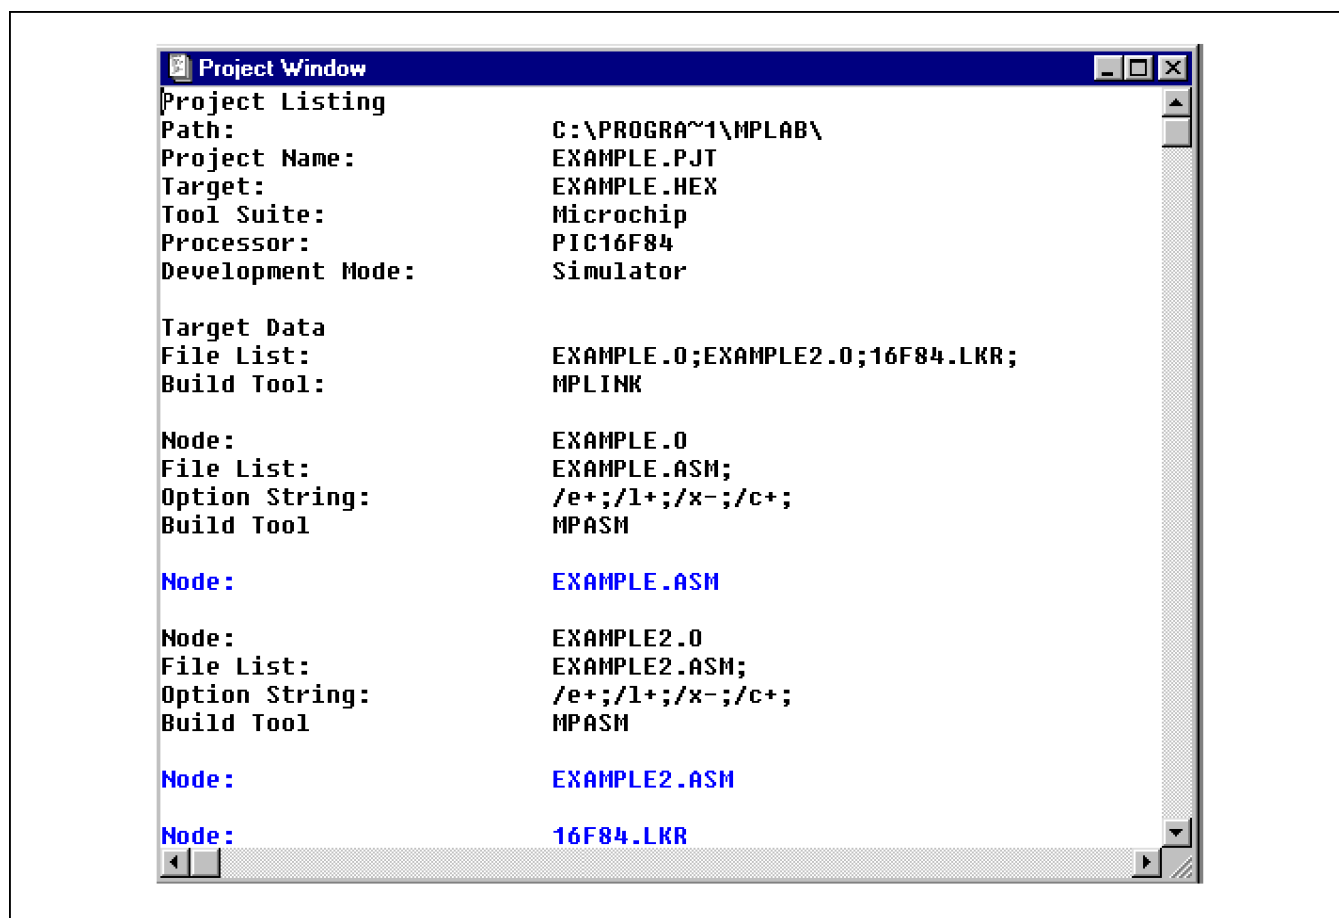 Project Window
Project Listing
Path: C:\PROGRA~1\MPLAB\
Project Name: EXAMPLE.PJT
Target: EXAMPLE.HEX
Tool Suite: Microchip
Processor: PIC16F84
Development Mode: Simulator
Target Data
File List: EXAMPLE.O;EXAMPLE2.O;16F84.LKR;
Build Tool: MPLINK
Node: EXAMPLE.O
File List: EXAMPLE.ASM;
Option String: /e+;/l+;/x-;/c+;
Build Tool MPASM
Node: EXAMPLE.ASM
Node: EXAMPLE2.O
File List: EXAMPLE2.ASM;
Option String: /e+;/l+;/x-;/c+;
Build Tool MPASM
Node: EXAMPLE2.ASM
Node: 16F84.LKR